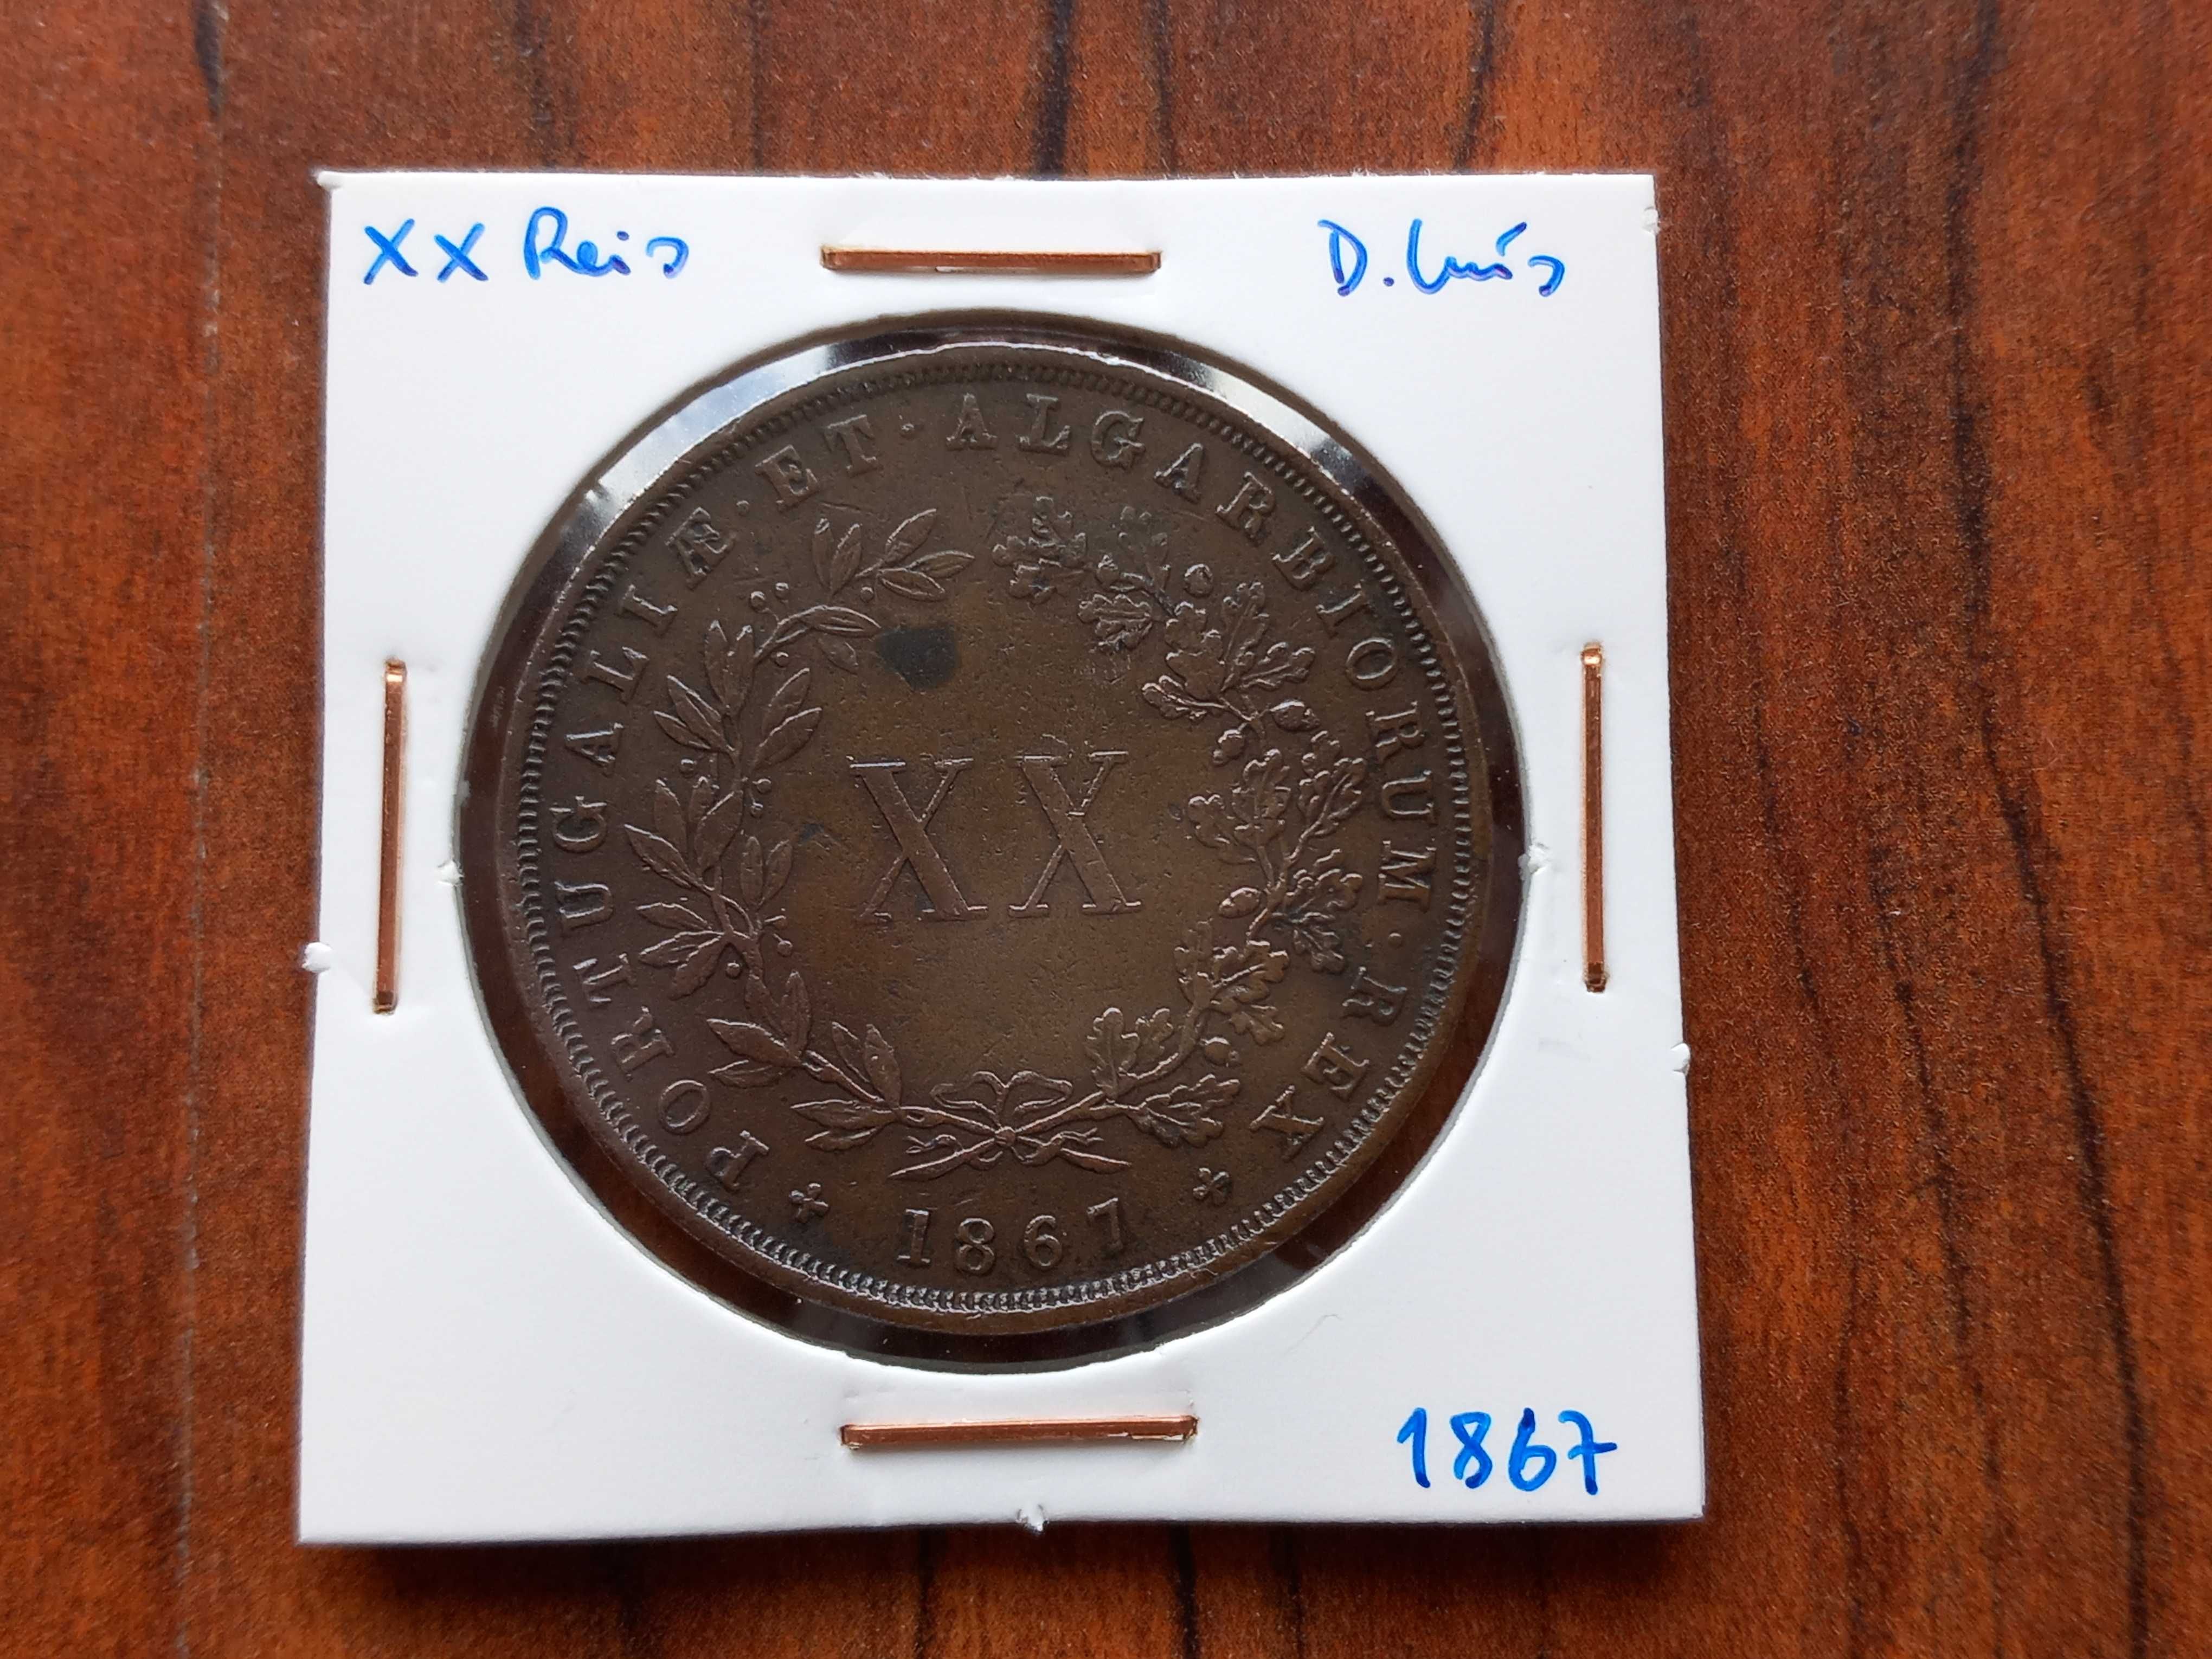 XX Reis
D. Luís
PORTUGALIÆ · ET · ALGARBIORUM · REX
XX
1867
1867